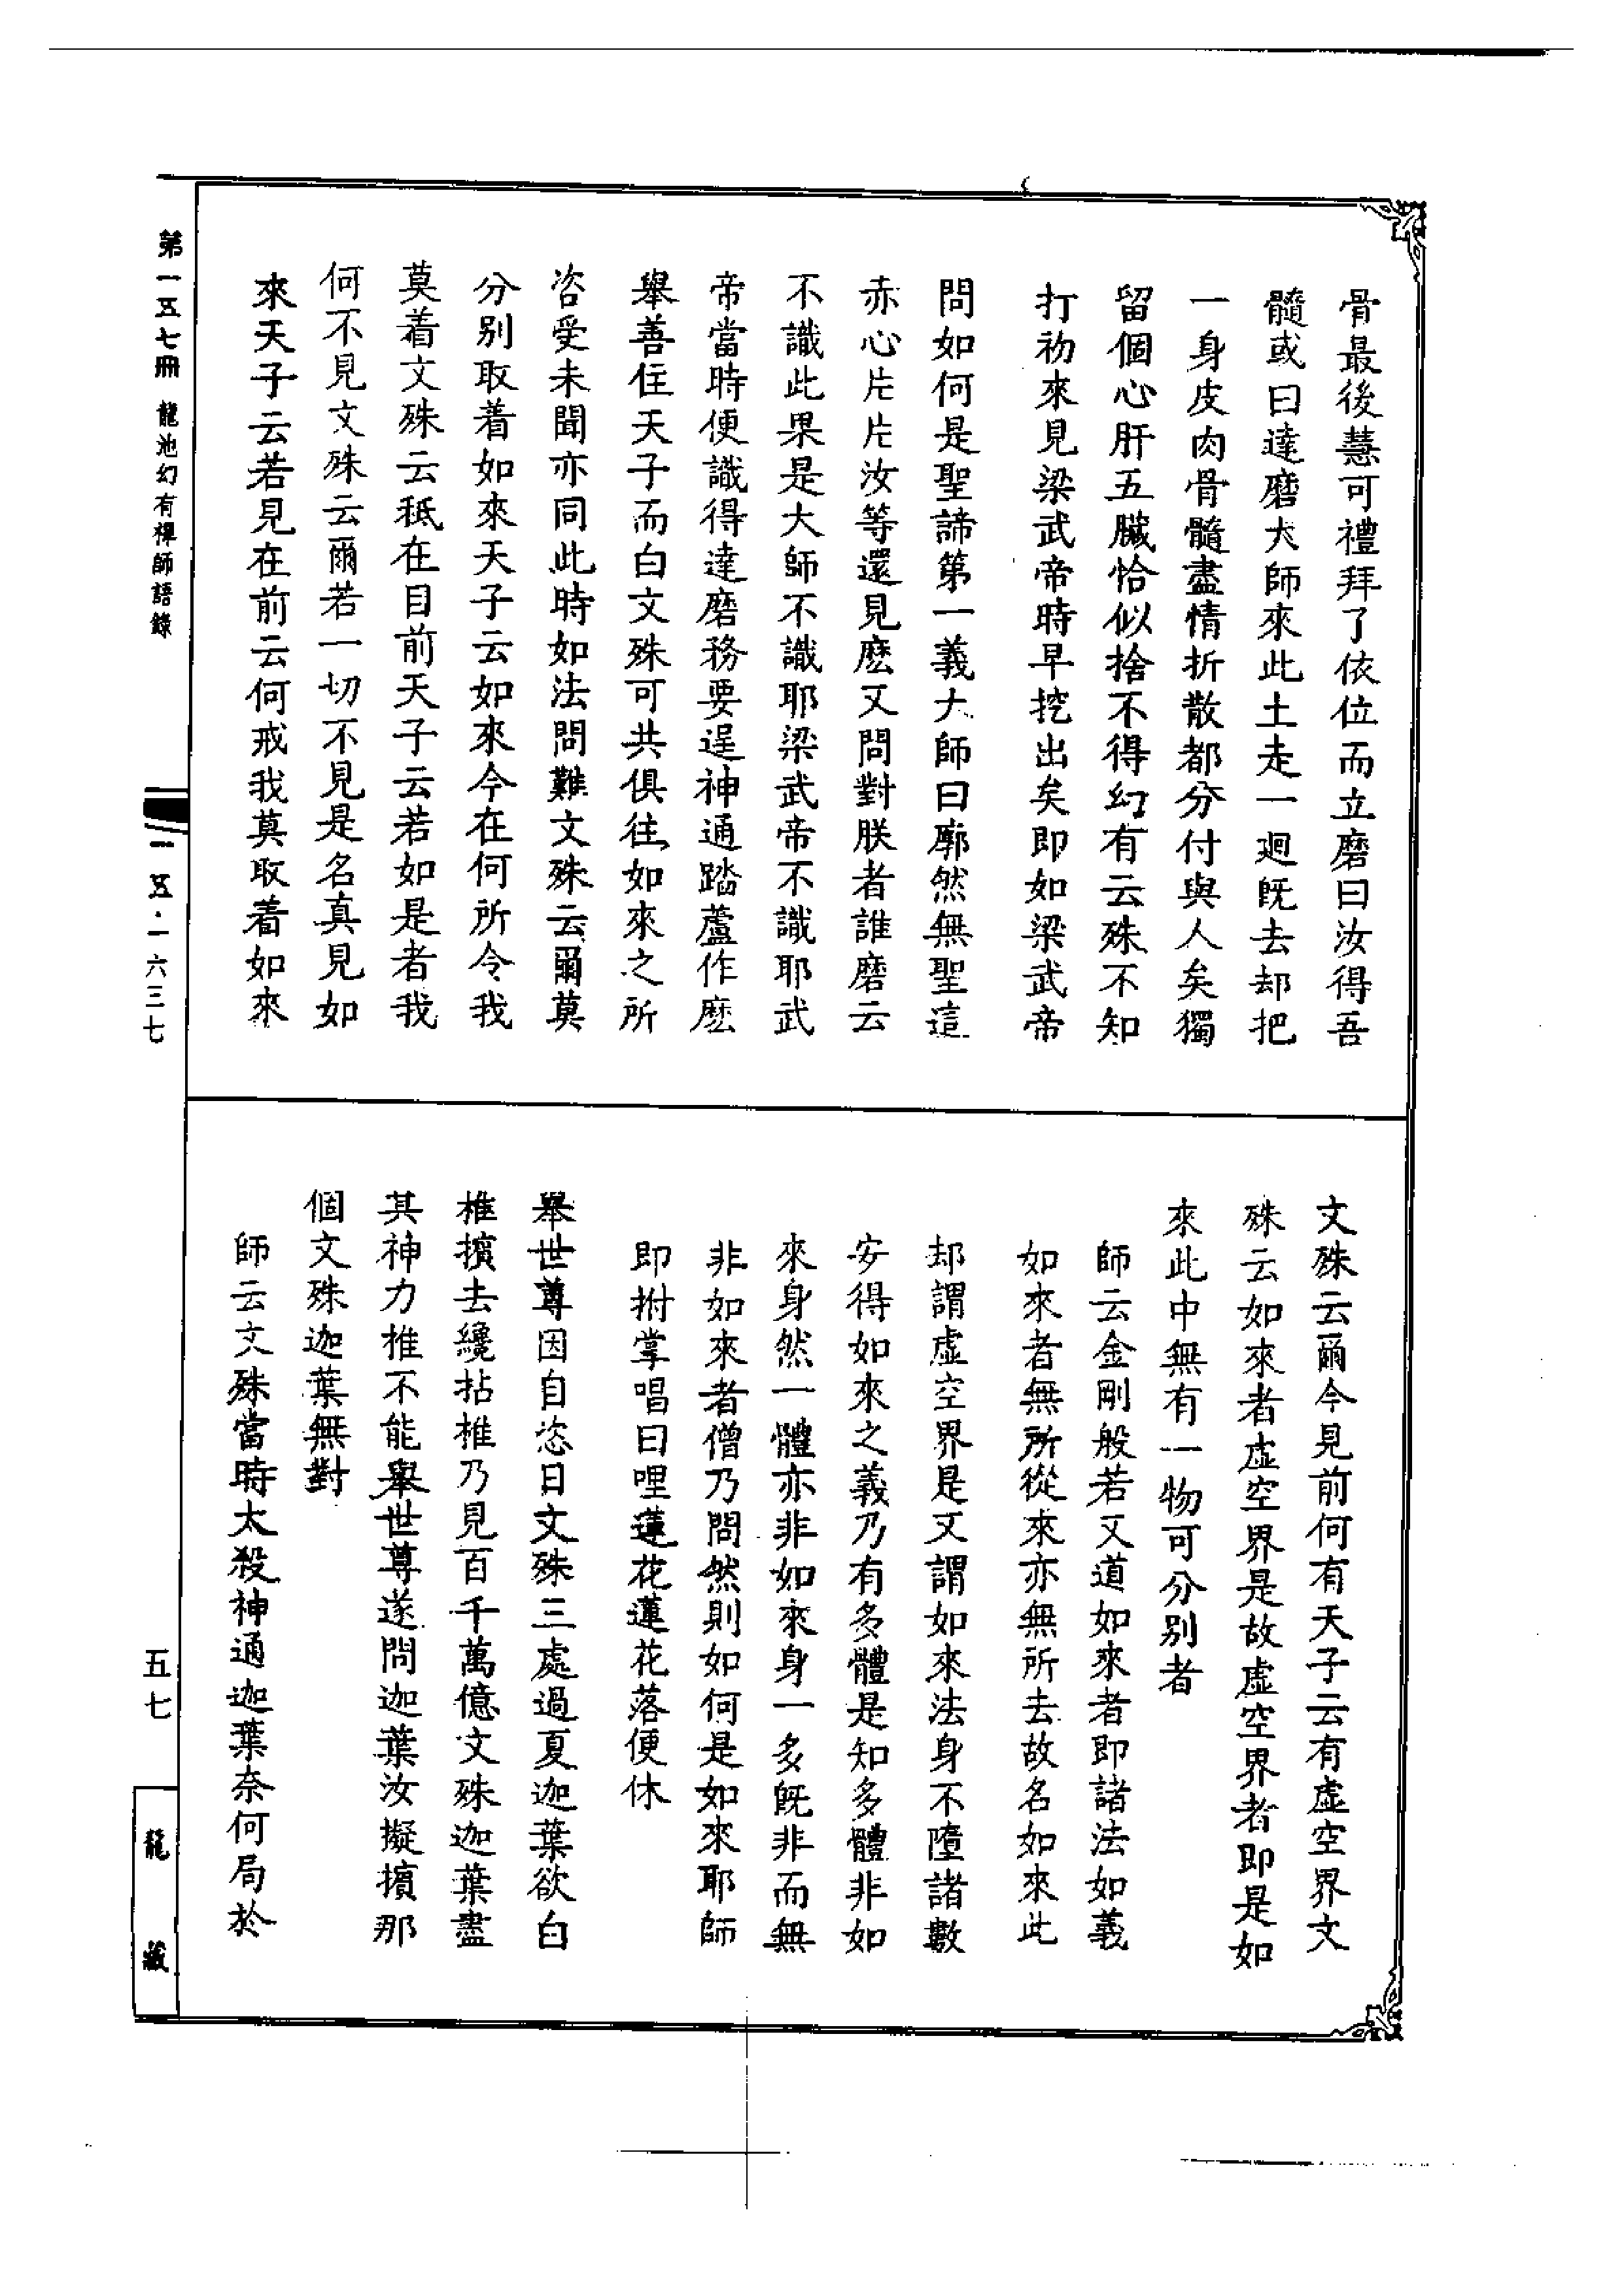 骨最後慧可禮拜了依位而立磨曰汝得吾
髓或曰達磨大師來此土走一廻旣去却把
一身皮肉骨髓盡情折散都分付與人矣獨
留個心肝五臟恰似捨不得幻有云殊不知
打初來見梁武帝時早挖出矣即如梁武帝
問如何是聖諦第一義大師曰廓然無聖這
赤心片片汝等還見麽又問對朕者誰磨云
不識此果是大師不識耶梁武帝不識耶武
帝當時便識得達磨務要逞神通踏蘆作麽
舉善住天子而白文殊可共俱往如來之所
咨受未聞亦同此時如法問難文殊云爾莫
分別取着如來天子云如來今在何所令我
莫着文殊云秪在目前天子云若如是者我
何不見文殊云爾若一切不見是名真見如
來天子云若見在前云何戒我莫取着如來
文殊云爾今見前何有天子云有虛空界文
殊云如來者虛空界是故虛空界者即是如
來此中無有一物可分別者
師云金剛般若又道如來者即諸法如義
如來者無所從來亦無所去故名如來此
却謂虛空界是又謂如來法身不墮諸數
安得如來之義乃有多體是知多體非如
來身然一體亦非如來身一多旣非而無
非如來者僧乃問然則如何是如來耶師
即拊掌唱曰哩蓮花蓮花落便休
舉世尊因自恣日文殊三處過夏迦葉欲白
椎擯去纔拈椎乃見百千萬億文殊迦葉盡
其神力椎不能舉世尊遂問迦葉汝擬擯那
個文殊迦葉無對
師云文殊當時太殺神通迦葉奈何局於
第一五七冊 龍池幻有禪師語錄
一五五·一六三七
五七
龍藏